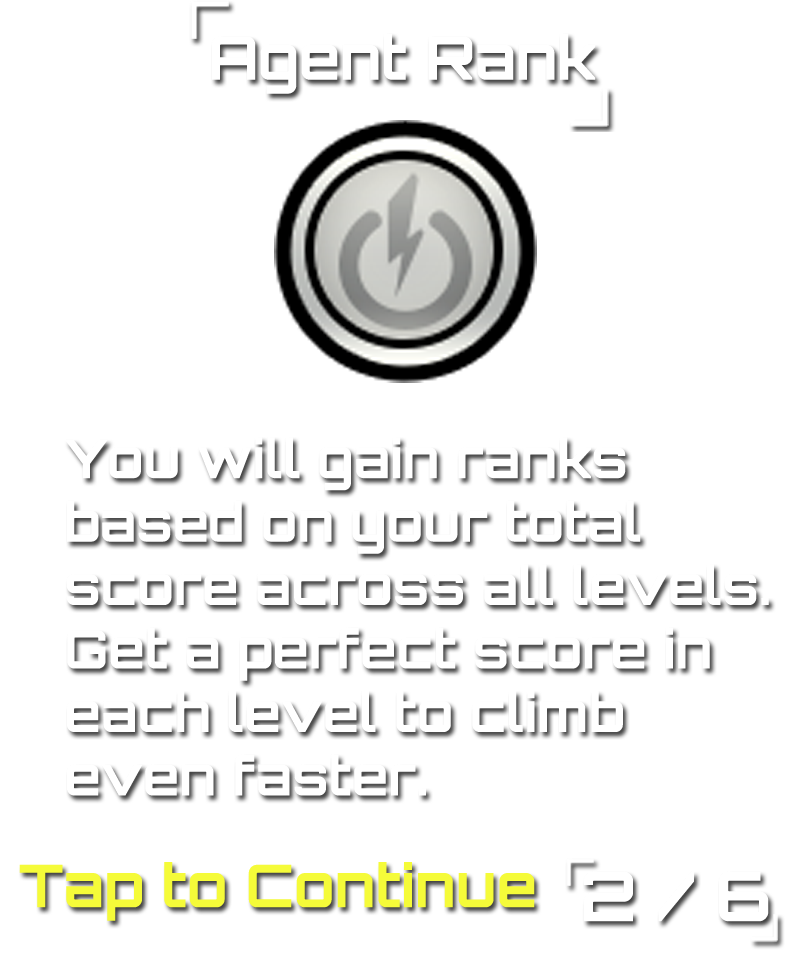 Agent Rank
You will gain ranks
based on your total
score across all levels.
Get a perfect score in
each level to climb
even faster.
Tap to Continue
2 / 6